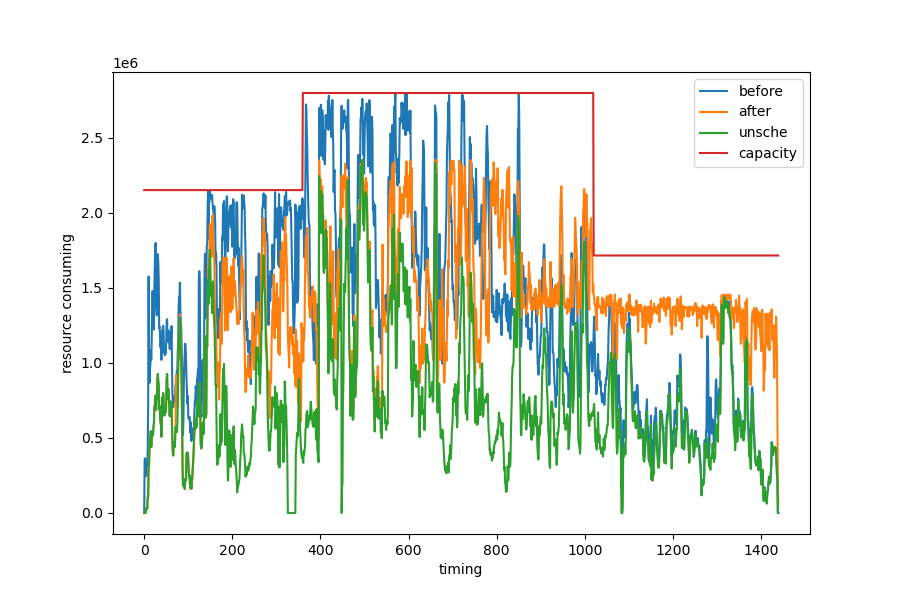 1e6
before
after
unsche
capacity
2.5
2.0
1.5
1.0
0.5
0.0
resource consuming
0 200 400 600 800 1000 1200 1400
timing